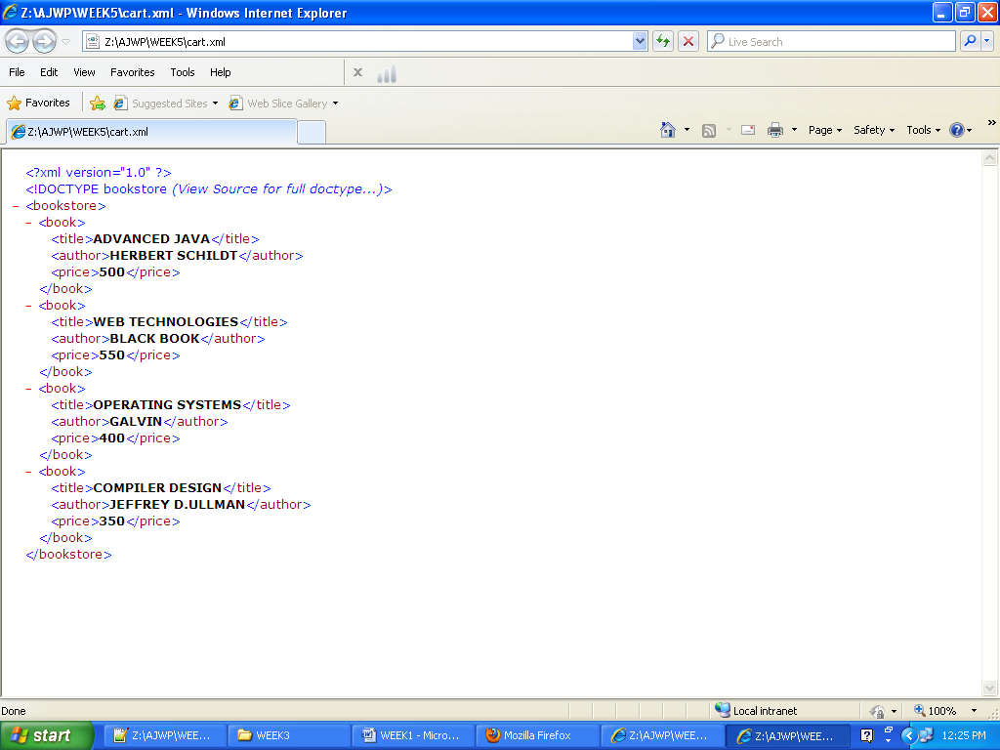 Z:\AJWP\WEEK5\cart.xml - Windows Internet Explorer
Z:\AJWP\WEEK5\cart.xml
Live Search
File Edit View Favorites Tools Help
Favorites Suggested Sites Web Slice Gallery
Z:\AJWP\WEEK5\cart.xml
Page Safety Tools
<?xml version="1.0" ?>
<!DOCTYPE bookstore (View Source for full doctype...)>
- <bookstore>
- <book>
<title>ADVANCED JAVA</title>
<author>HERBERT SCHILDT</author>
<price>500</price>
</book>
- <book>
<title>WEB TECHNOLOGIES</title>
<author>BLACK BOOK</author>
<price>550</price>
</book>
- <book>
<title>OPERATING SYSTEMS</title>
<author>GALVIN</author>
<price>400</price>
</book>
- <book>
<title>COMPILER DESIGN</title>
<author>JEFFREY D.ULLMAN</author>
<price>350</price>
</book>
</bookstore>
Done
Local intranet
100%
start
Z:\AJWP\WEE...
WEEK3
WEEK1 - Micro...
Mozilla Firefox
Z:\AJWP\WEE...
Z:\AJWP\WEE...
12:25 PM